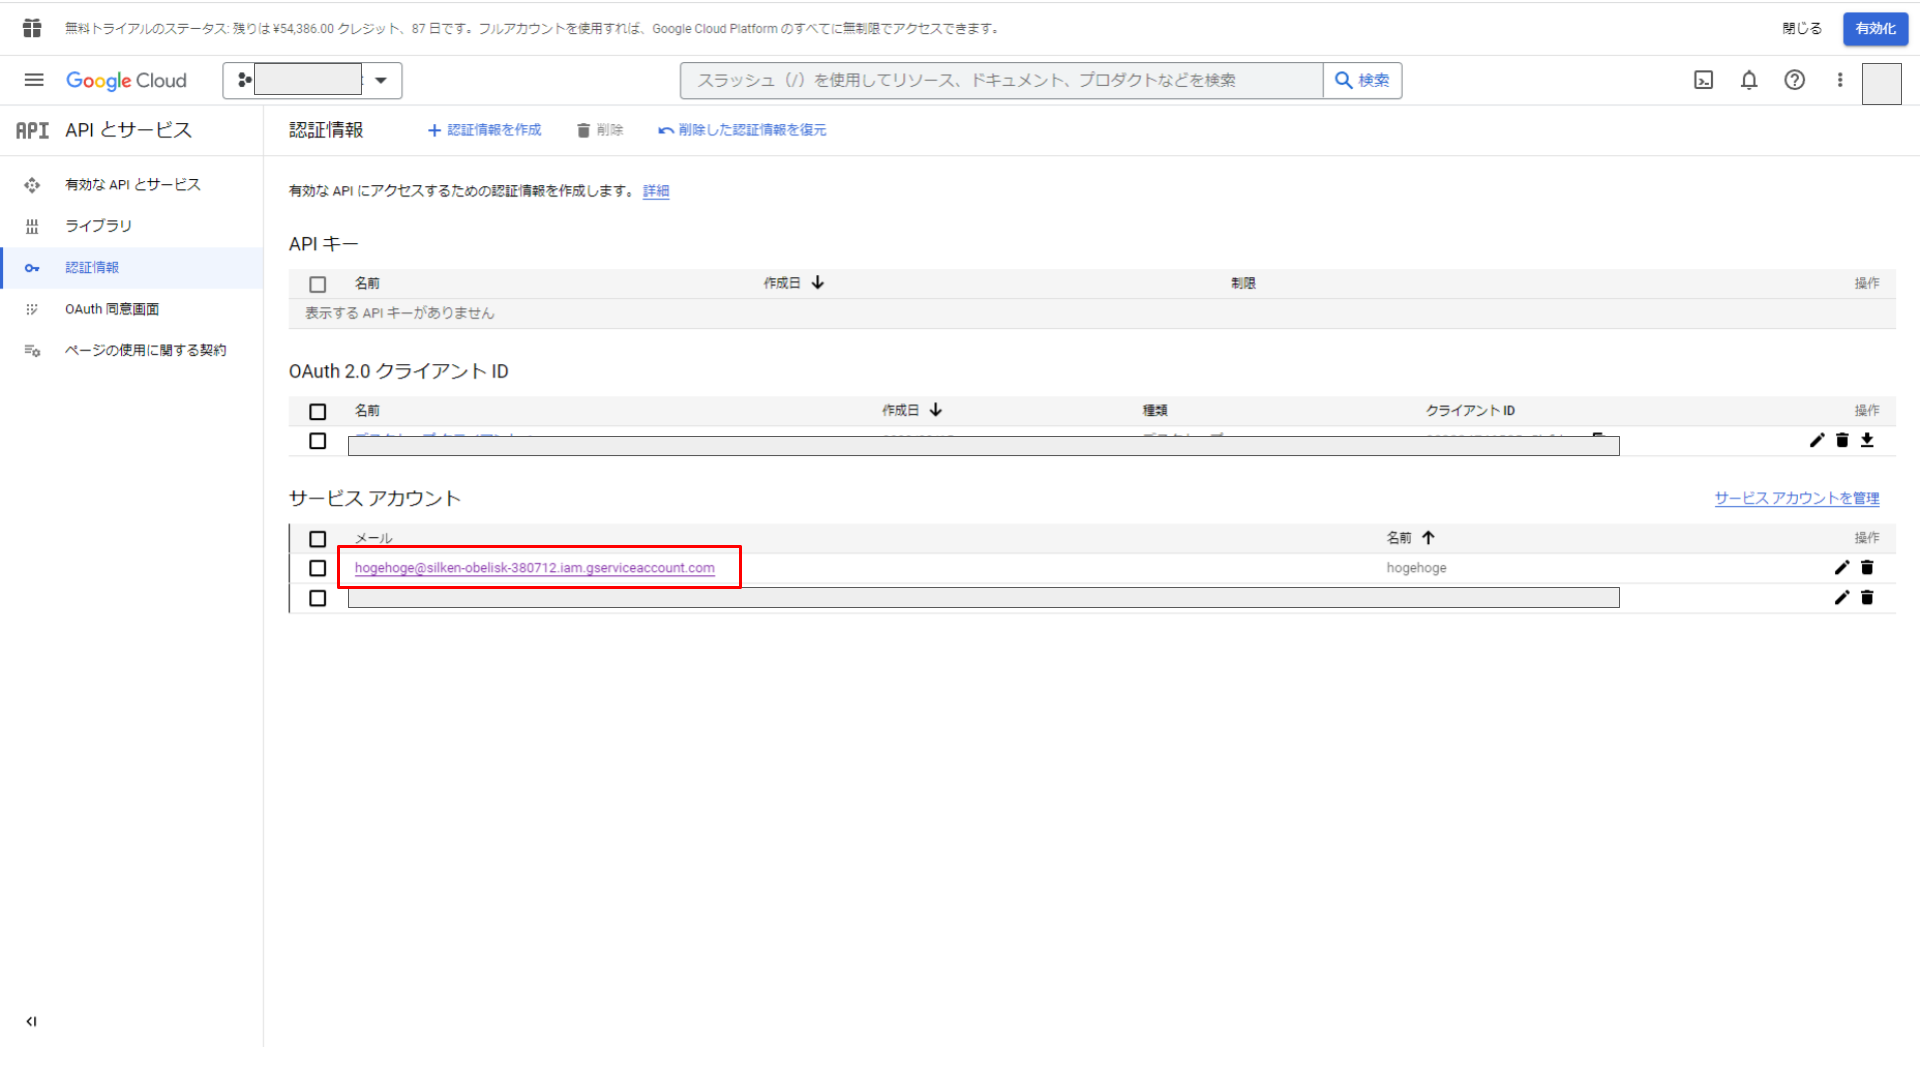 無料トライアルのステータス: 残りは ¥54,386.00 クレジット、87 日です。フルアカウントを使用すれば、Google Cloud Platform のすべてに無制限でアクセスできます。
閉じる
有効化
Google Cloud
スラッシュ（/）を使用してリソース、ドキュメント、プロダクトなどを検索
検索
API API とサービス
認証情報
認証情報を作成
削除
削除した認証情報を復元
有効な API とサービス
ライブラリ
認証情報
OAuth 同意画面
ページの使用に関する契約
有効な API にアクセスするための認証情報を作成します。 詳細
API キー
名前 作成日 制限 操作
表示する API キーがありません
OAuth 2.0 クライアント ID
名前 作成日 種類 クライアント ID 操作
サービス アカウント
サービス アカウントを管理
メール 名前 操作
hogehoge@silken-obelisk-380712.iam.gserviceaccount.com hogehoge